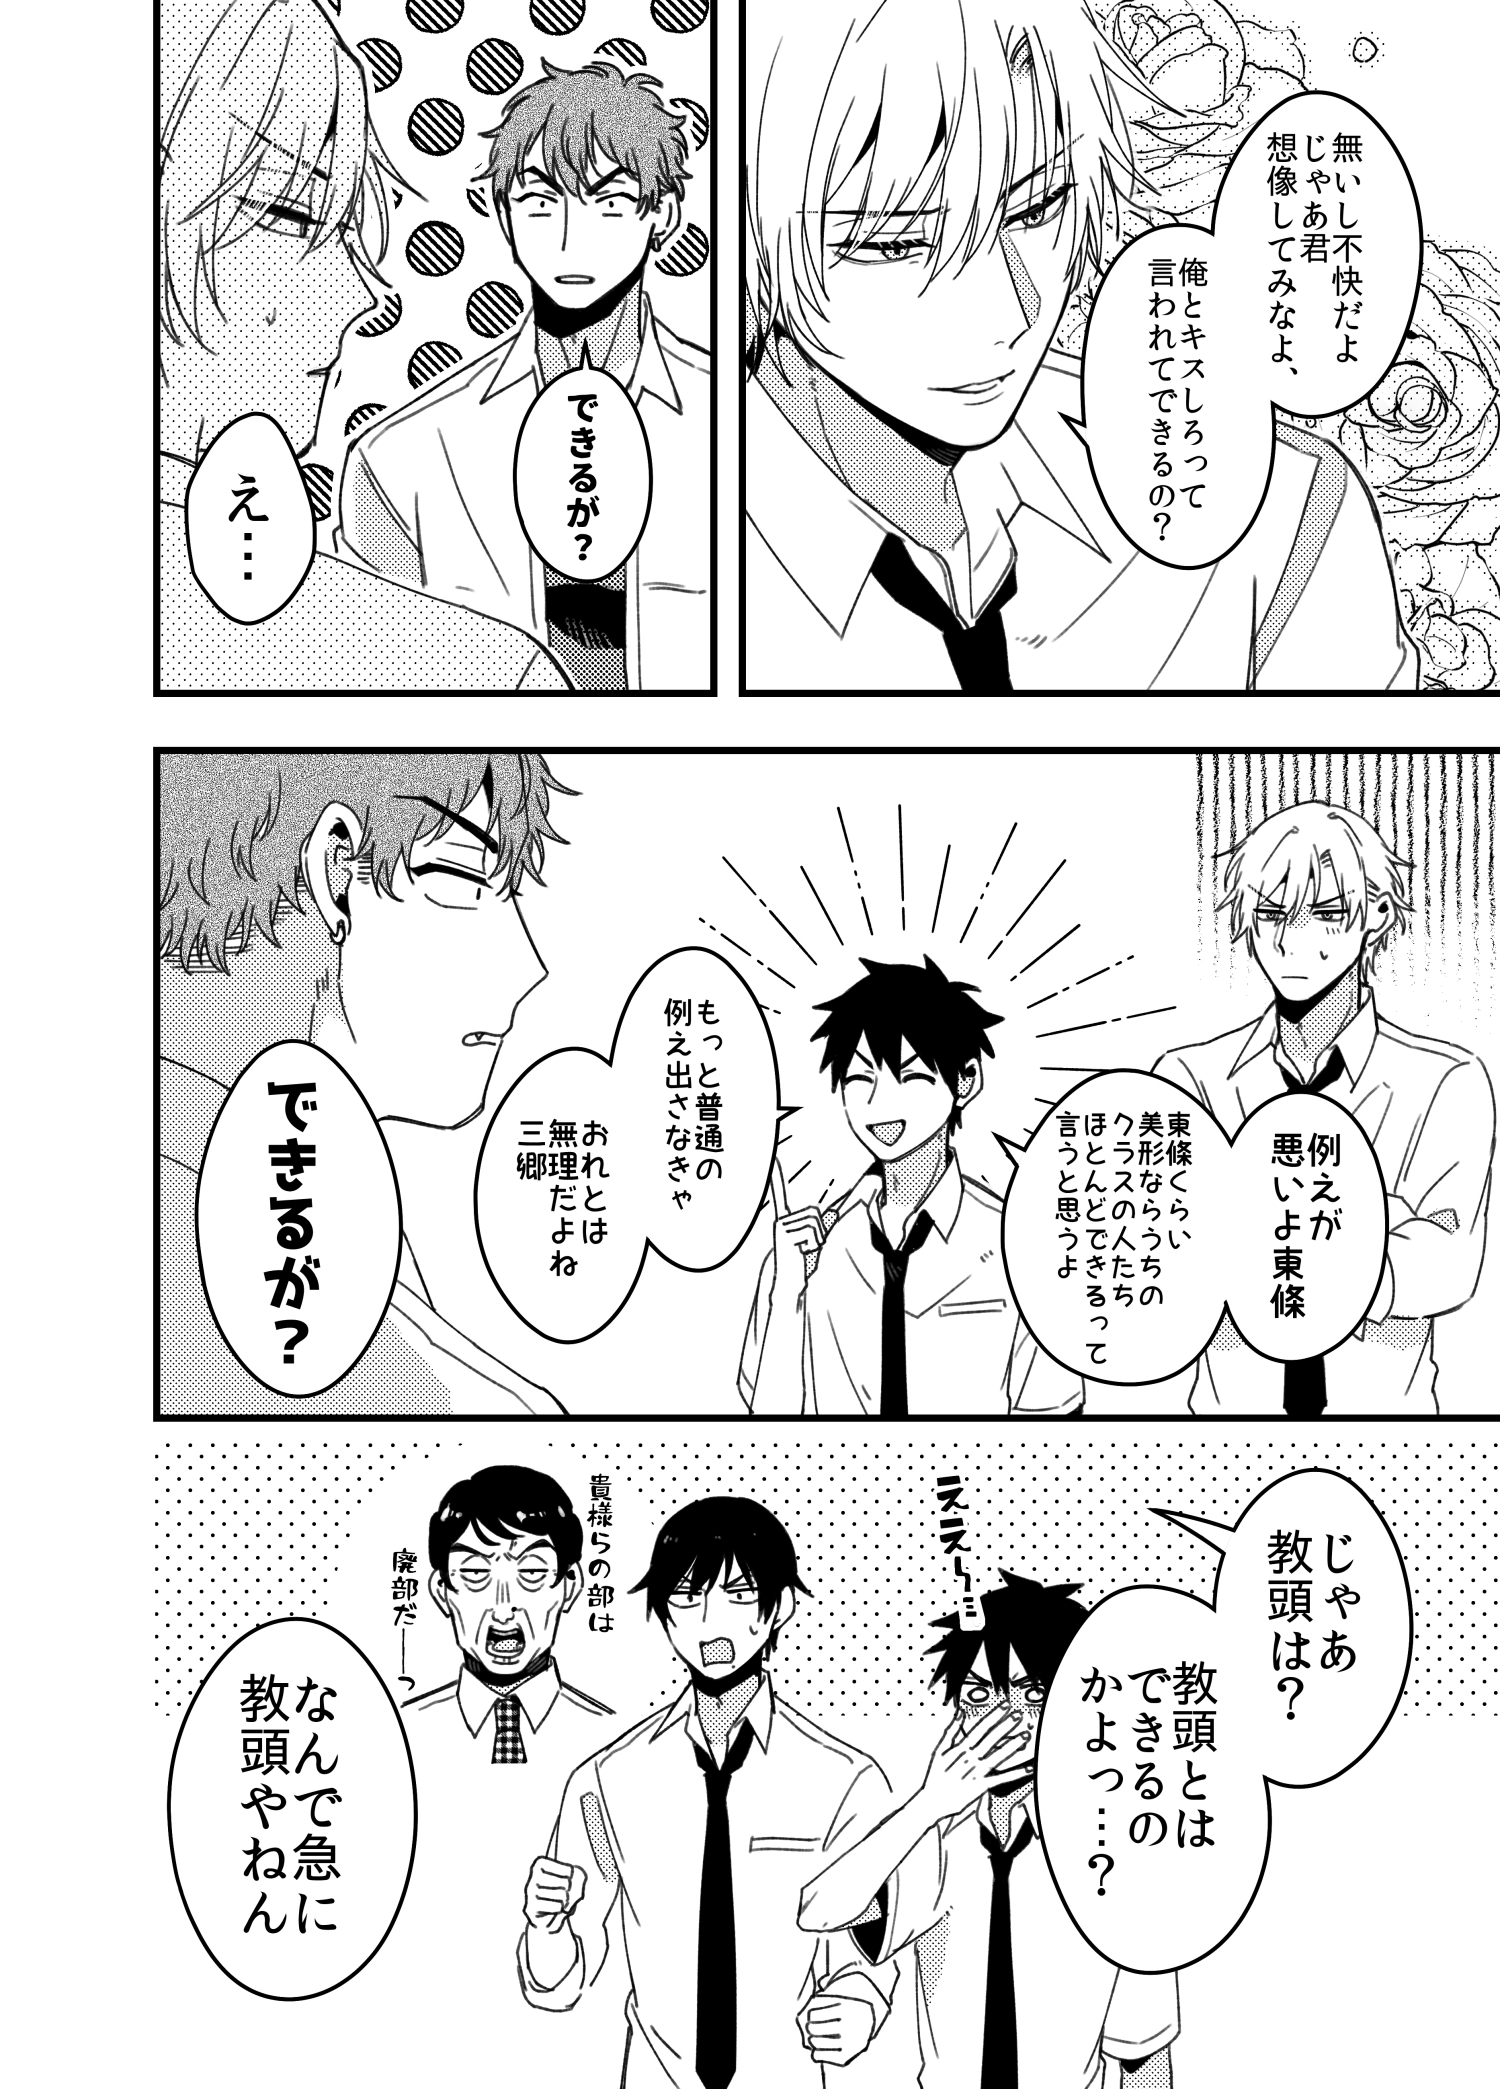 無いし不快だよ
じゃあ君
想像してみなよ、
俺とキスしろって
言われてできるの？
できるが？
え…
例えが
悪いよ東條
東條くらい
美形ならうちの
クラスの人たち
ほとんどできるって
言うと思うよ
もっと普通の
例え出さなきゃ
おれとは
無理だよね
三郷
できるが？
じゃあ
教頭は？
教頭とは
できるの
かよっ…？
ええーっ
貴様らの部は
廃部だーっ
なんで急に
教頭やねん